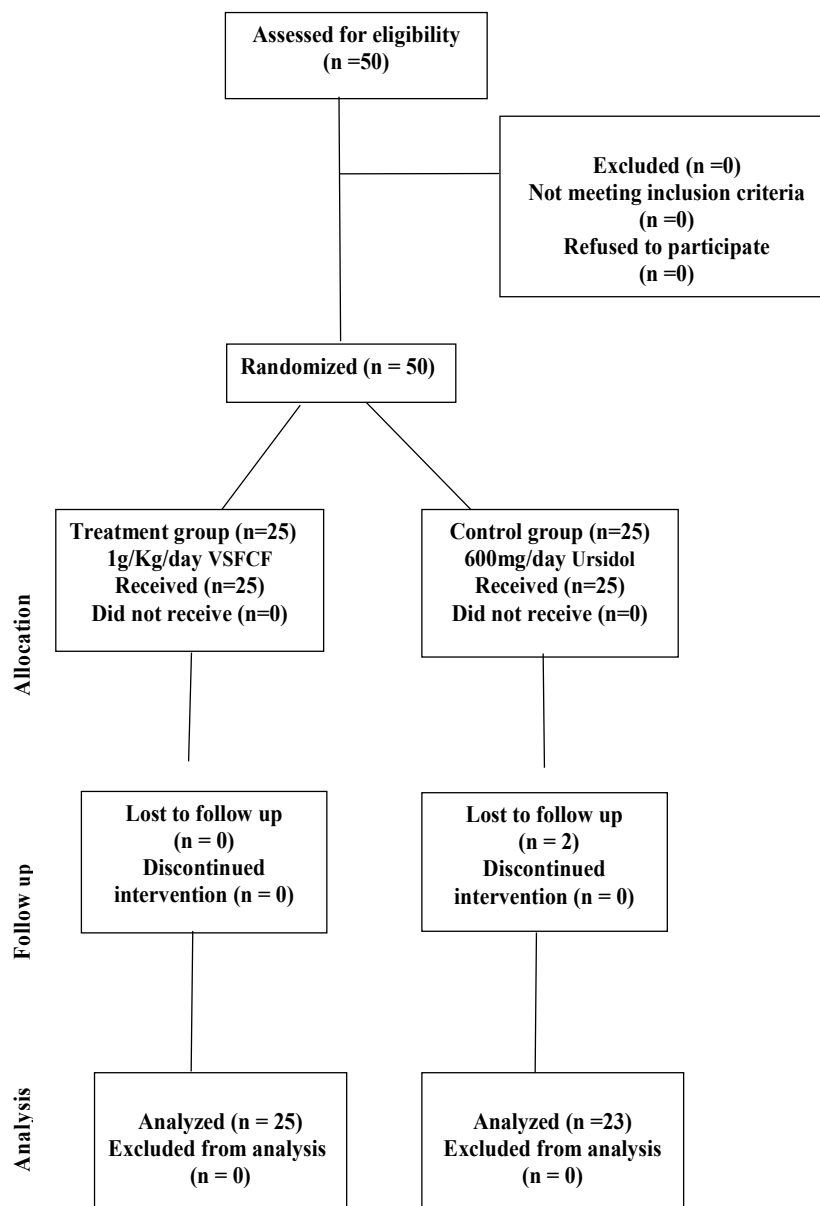 Assessed for eligibility
(n =50)
Excluded (n =0)
Not meeting inclusion criteria
(n =0)
Refused to participate
(n =0)
Randomized (n = 50)
Allocation
Treatment group (n=25)
1g/Kg/day VSFCF
Received (n=25)
Did not receive (n=0)
Control group (n=25)
600mg/day Ursidol
Received (n=25)
Did not receive (n=0)
Follow up
Lost to follow up
(n = 0)
Discontinued
intervention (n = 0)
Lost to follow up
(n = 2)
Discontinued
intervention (n = 0)
Analysis
Analyzed (n = 25)
Excluded from analysis
(n = 0)
Analyzed (n =23)
Excluded from analysis
(n = 0)